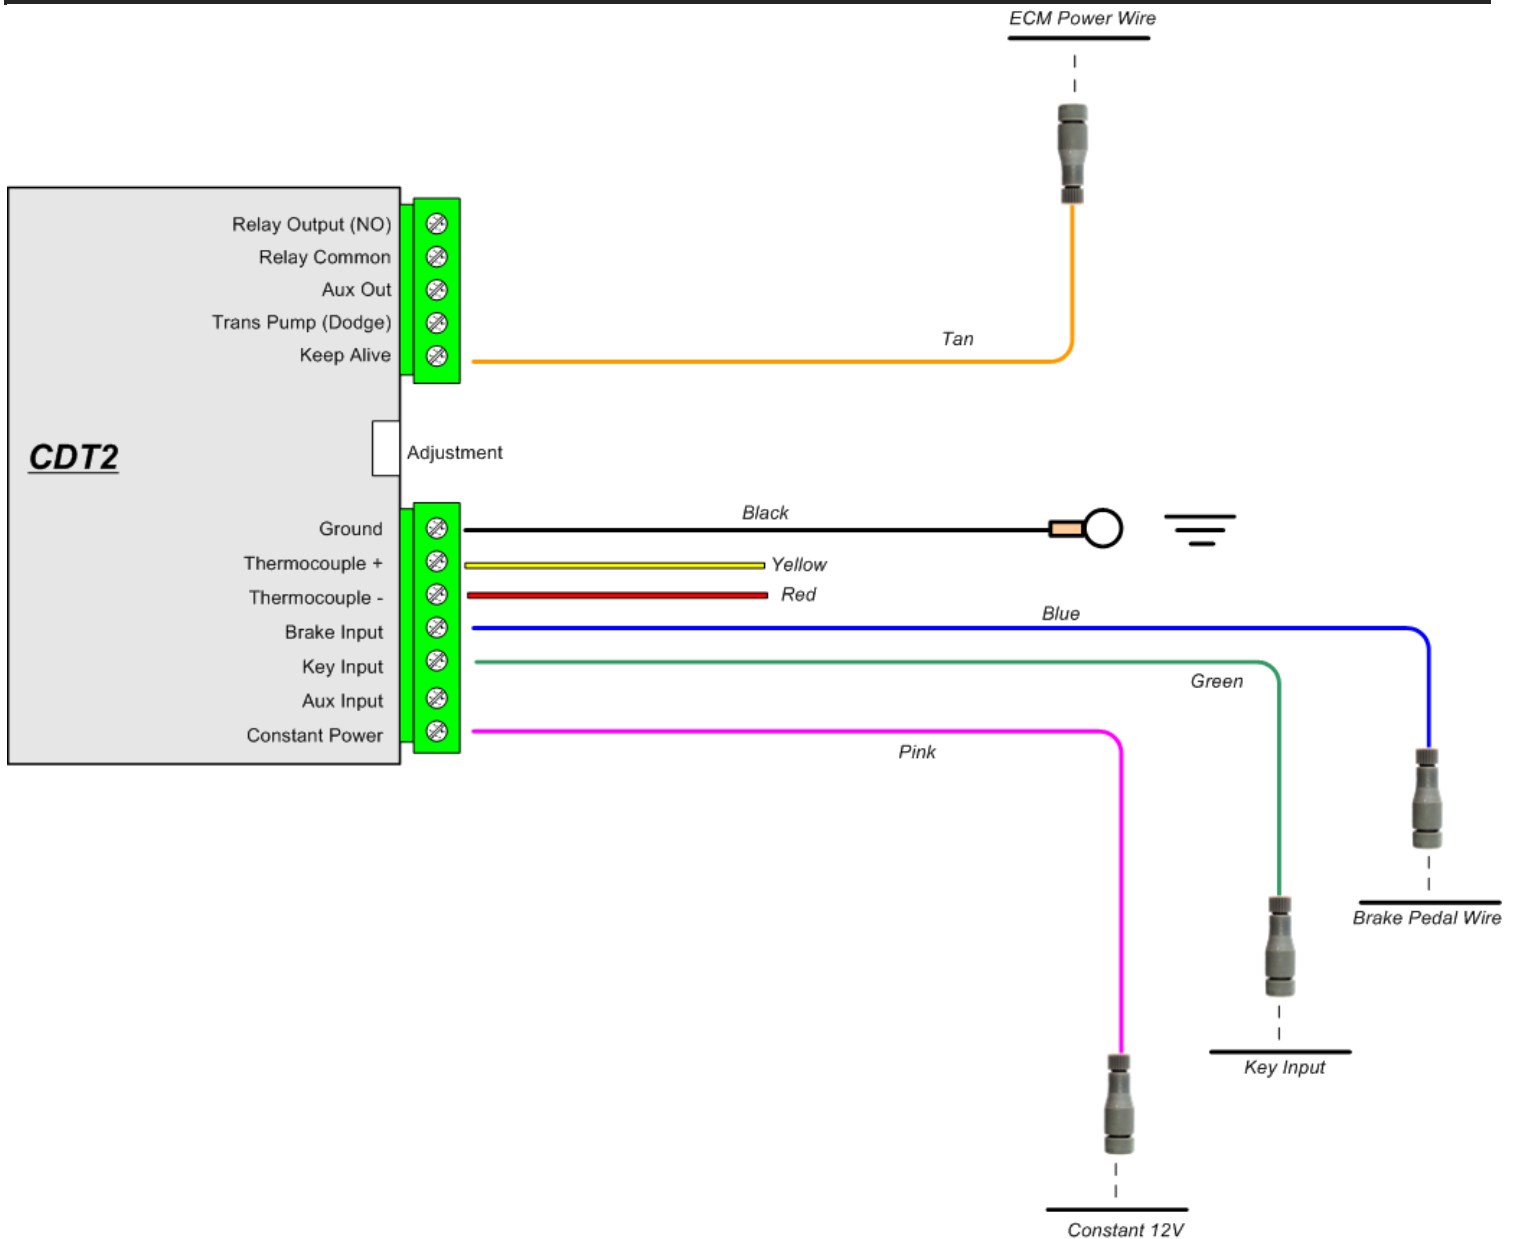 ECM Power Wire
Relay Output (NO)
Relay Common
Aux Out
Trans Pump (Dodge)
Keep Alive
Tan
CDT2
Adjustment
Ground
Thermocouple +
Thermocouple -
Brake Input
Key Input
Aux Input
Constant Power
Black
Yellow
Red
Blue
Green
Pink
Brake Pedal Wire
Key Input
Constant 12V